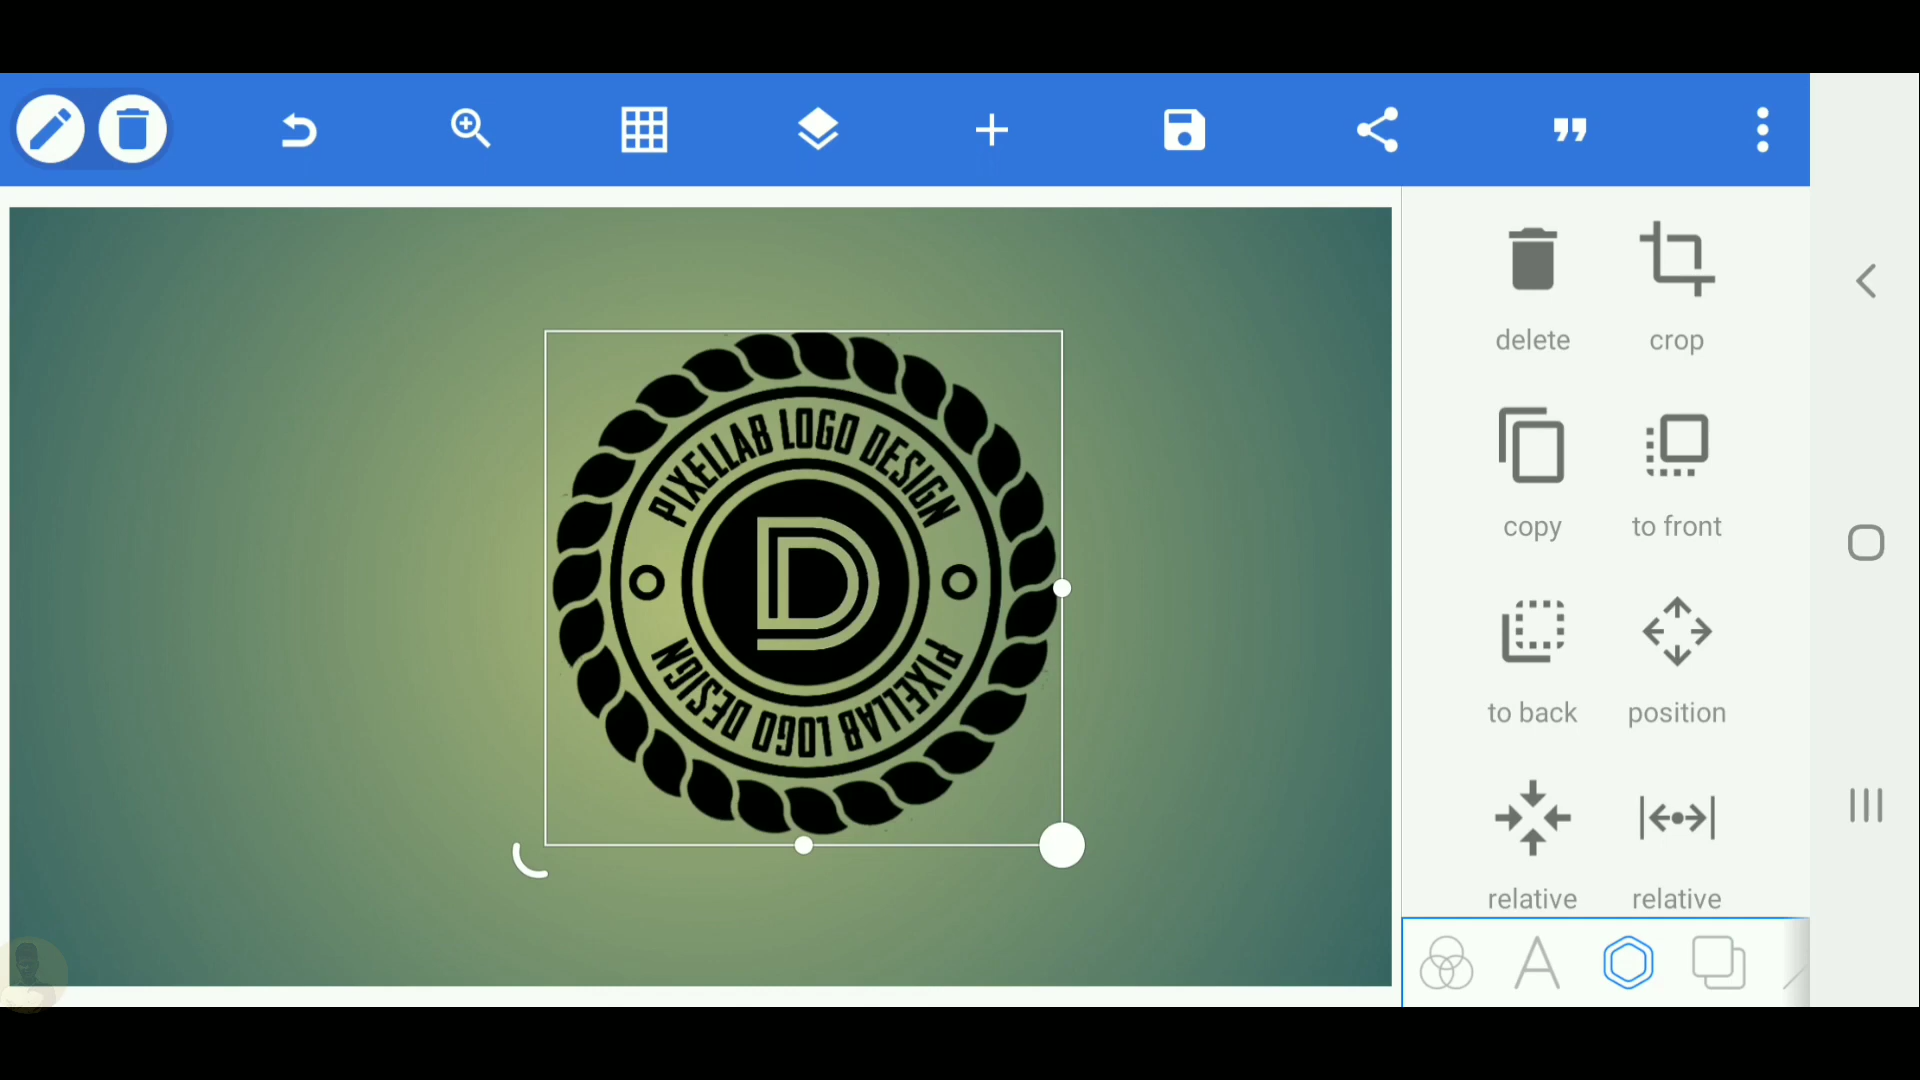 PIXELLAB LOGO DESIGN
D
PIXELLAB LOGO DESIGN
delete
crop
copy
to front
to back
position
relative
relative